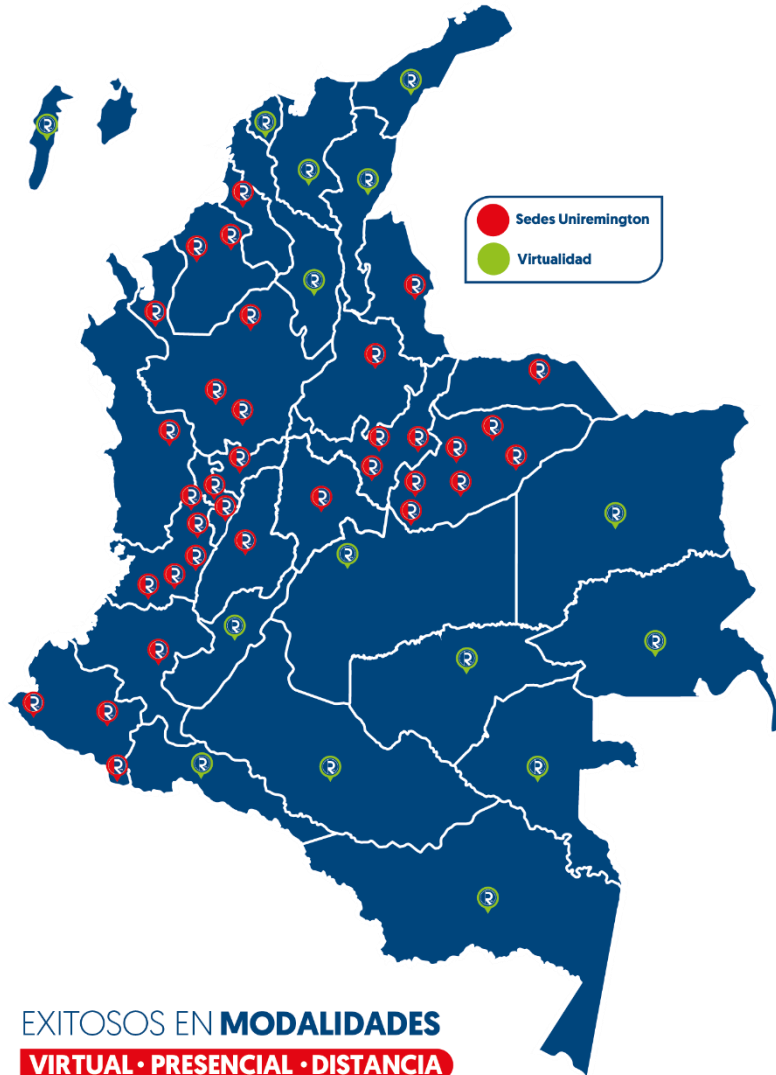 Sedes Uniremington
Virtualidad
EXITOSOS EN MODALIDADES
VIRTUAL • PRESENCIAL • DISTANCIA